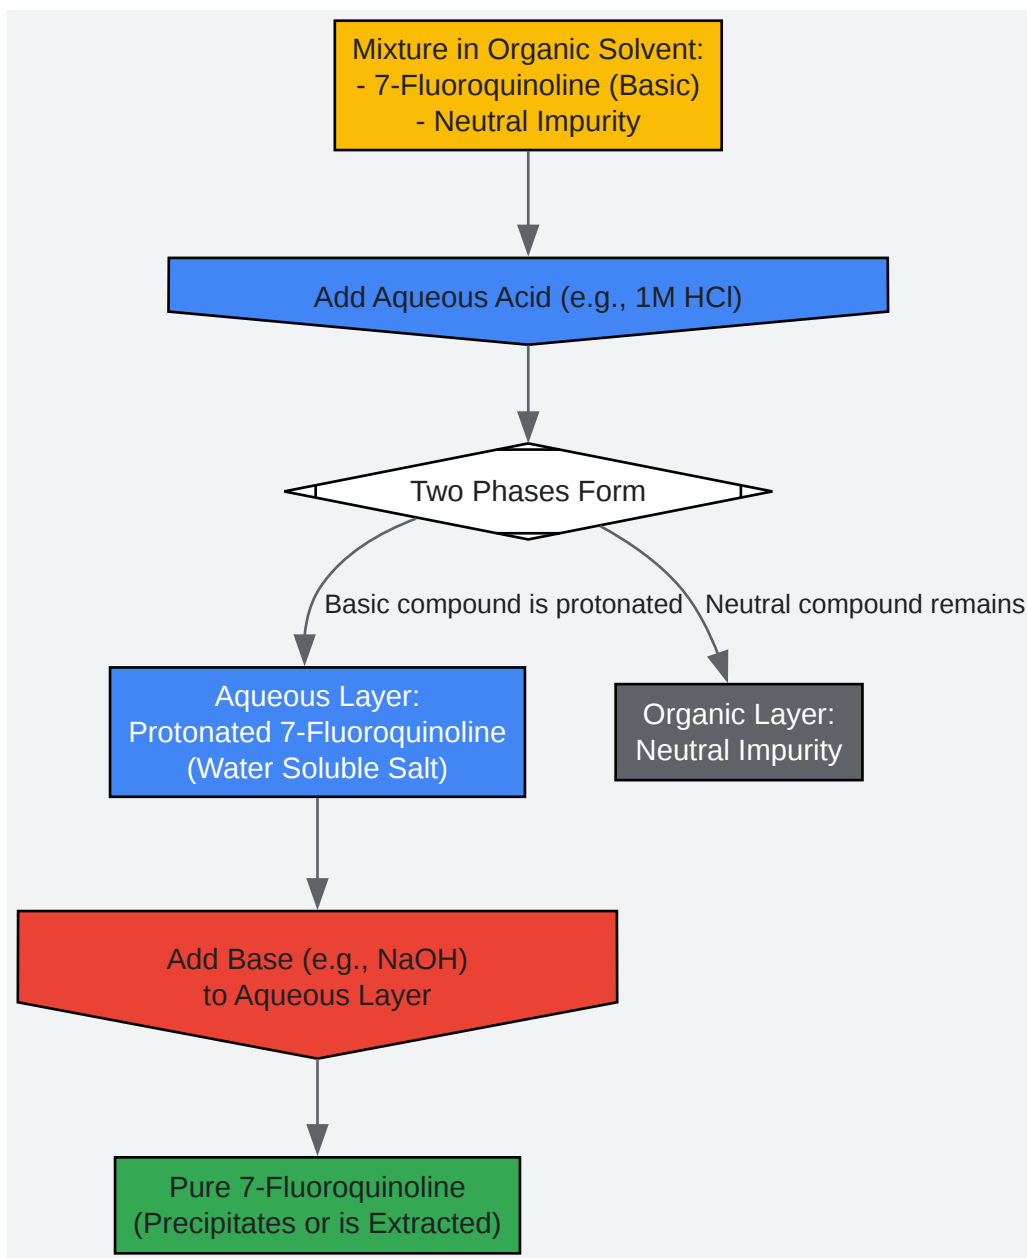 Mixture in Organic Solvent:
- 7-Fluoroquinoline (Basic)
- Neutral Impurity
Add Aqueous Acid (e.g., 1M HCl)
Two Phases Form
Basic compound is protonated
Neutral compound remains
Aqueous Layer:
Protonated 7-Fluoroquinoline
(Water Soluble Salt)
Organic Layer:
Neutral Impurity
Add Base (e.g., NaOH)
to Aqueous Layer
Pure 7-Fluoroquinoline
(Precipitates or is Extracted)